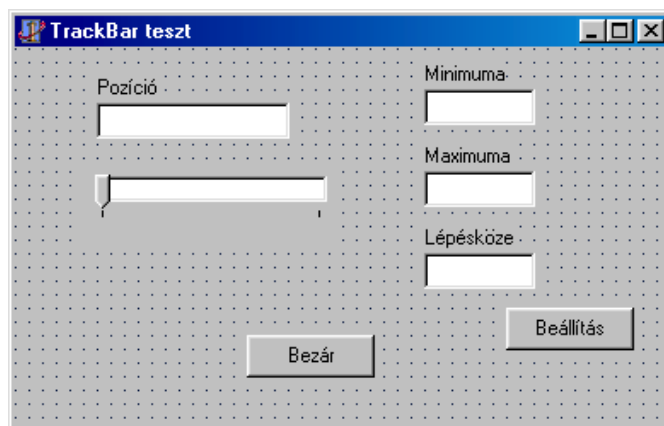 TrackBar teszt
Pozíció
Minimuma
Maximuma
Lépésköze
Beállítás
Bezár